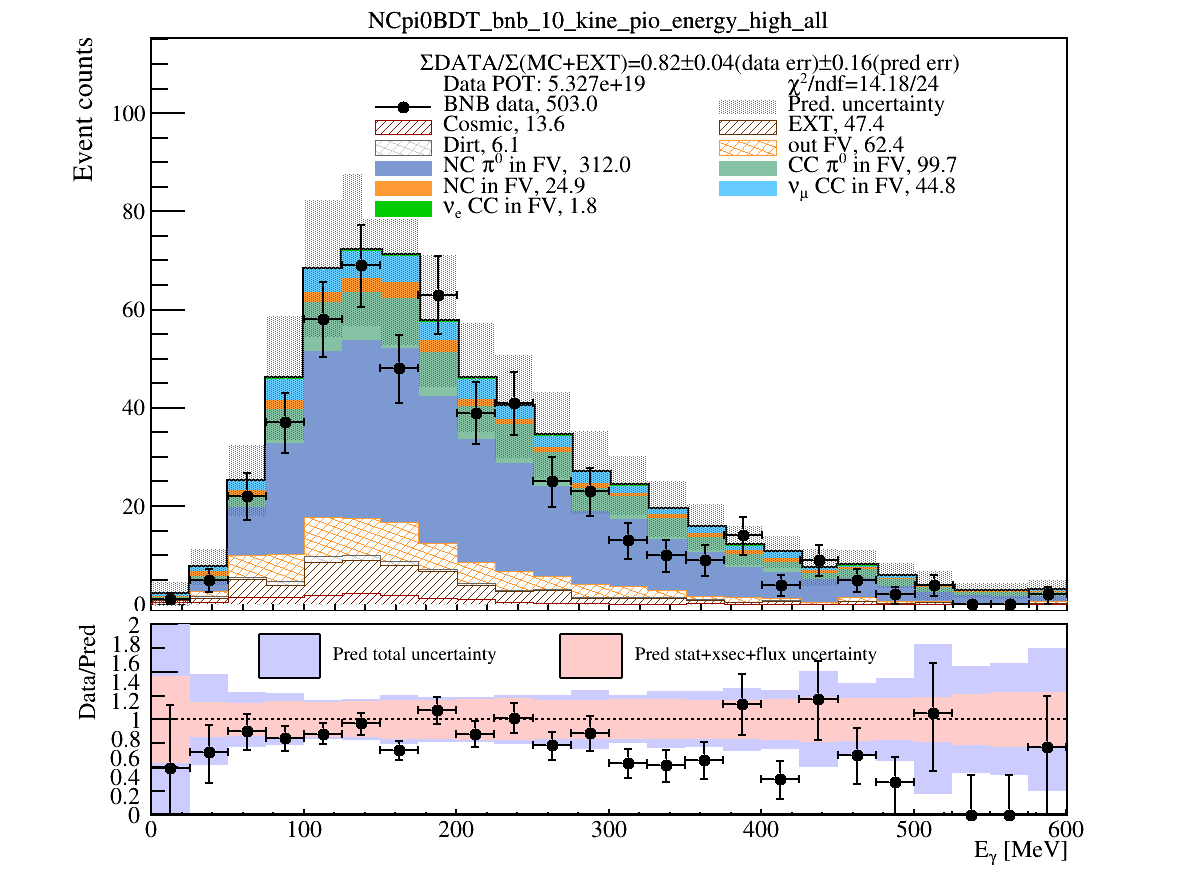 NCpi0BDT_bnb_10_kine_pio_energy_high_all
ΣDATA/Σ(MC+EXT)=0.82±0.04(data err)±0.16(pred err)
Data POT: 5.327e+19
χ²/ndf=14.18/24
BNB data, 503.0
Pred. uncertainty
Cosmic, 13.6
EXT, 47.4
Dirt, 6.1
out FV, 62.4
NC π⁰ in FV, 312.0
CC π⁰ in FV, 99.7
NC in FV, 24.9
ν_μ CC in FV, 44.8
ν_e CC in FV, 1.8
Event counts
100
80
60
40
20
0
Data/Pred
2
1.8
1.6
1.4
1.2
1
0.8
0.6
0.4
0.2
0
Pred total uncertainty
Pred stat+xsec+flux uncertainty
0 100 200 300 400 500 600
E_γ [MeV]